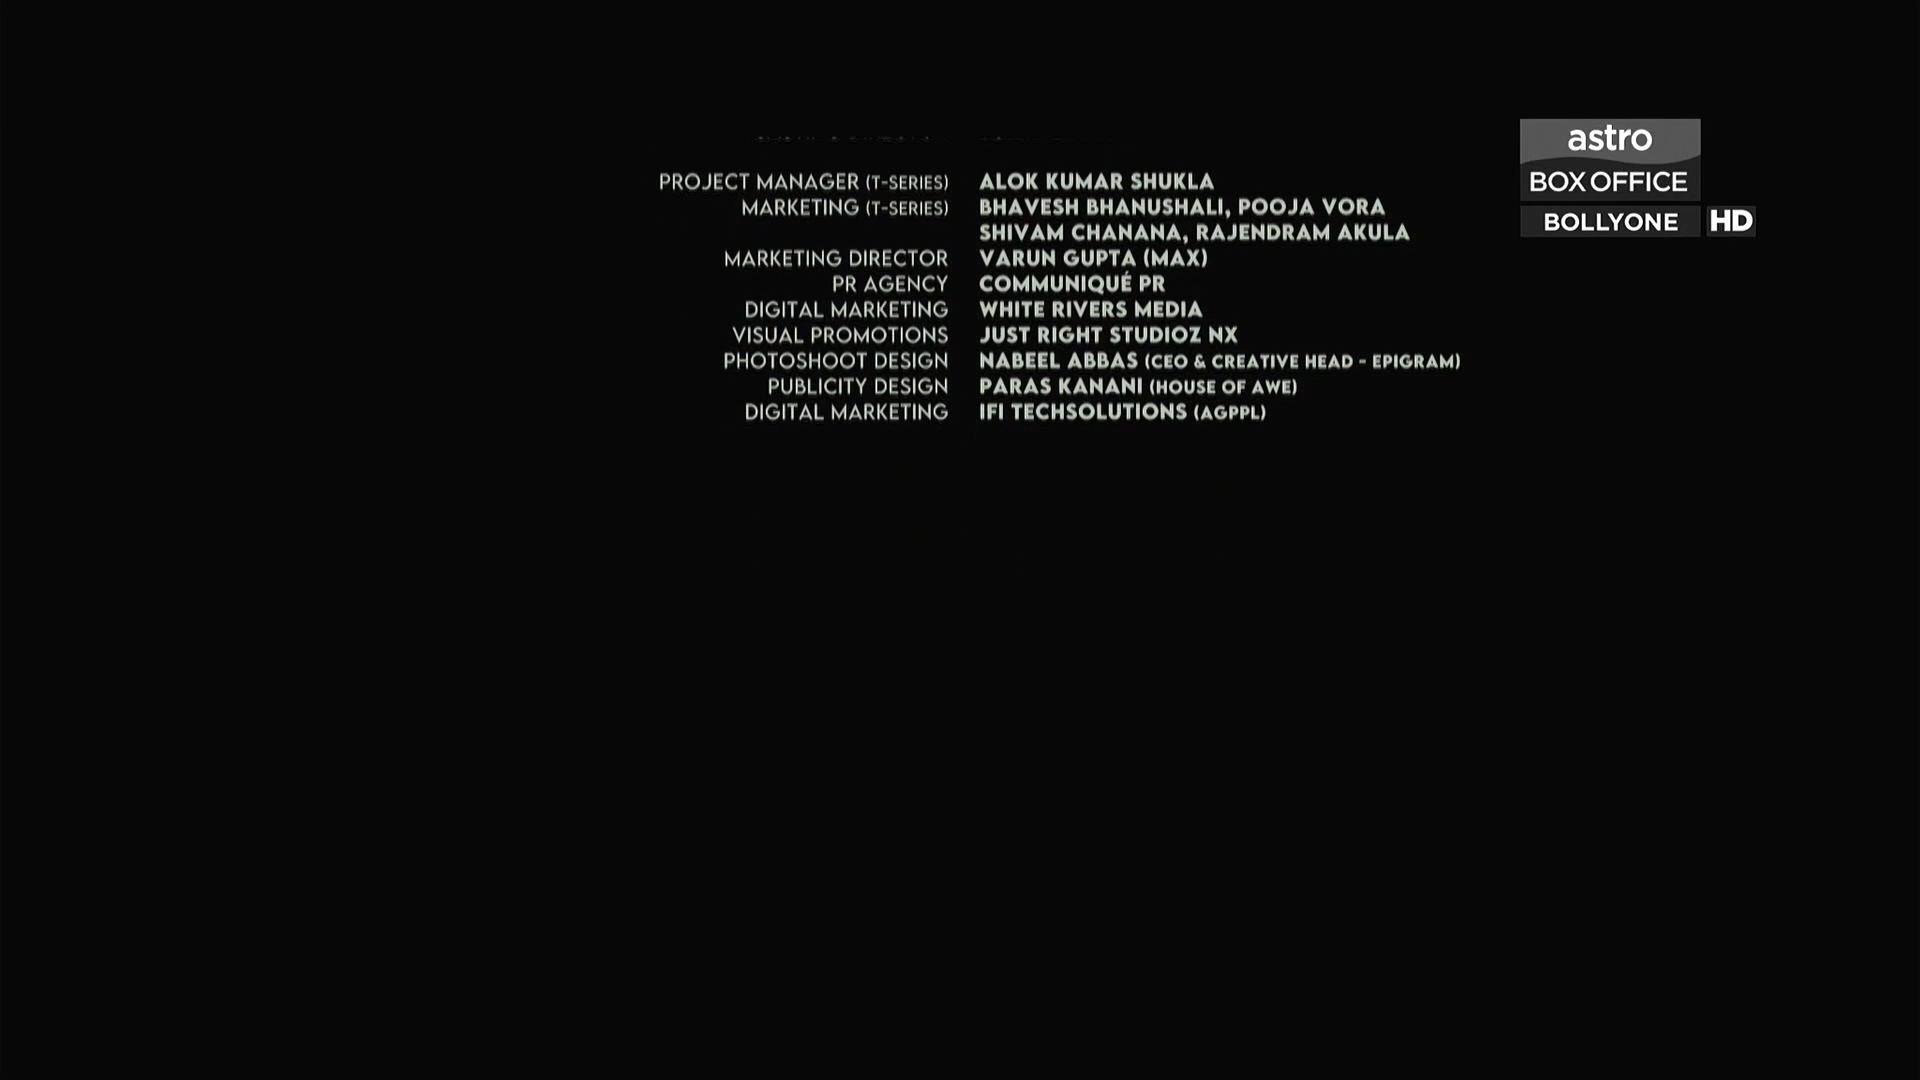 PROJECT MANAGER (T-SERIES) ALOK KUMAR SHUKLA
MARKETING (T-SERIES) BHAVESH BHANUSHALI, POOJA VORA
SHIVAM CHANANA, RAJENDRAM AKULA
MARKETING DIRECTOR VARUN GUPTA (MAX)
PR AGENCY COMMUNIQUÉ PR
DIGITAL MARKETING WHITE RIVERS MEDIA
VISUAL PROMOTIONS JUST RIGHT STUDIOZ NX
PHOTOSHOOT DESIGN NABEEL ABBAS (CEO & CREATIVE HEAD - EPIGRAM)
PUBLICITY DESIGN PARAS KANANI (HOUSE OF AWE)
DIGITAL MARKETING IFI TECHSOLUTIONS (AGPPL)
astro
BOX OFFICE
BOLLYONE HD